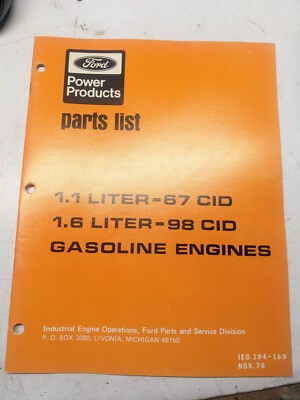 Ford
Power
Products
parts list
1.1 LITER-67 CID
1.6 LITER-98 CID
GASOLINE ENGINES
Industrial Engine Operations, Ford Parts and Service Division
P. O. BOX 3080, LIVONIA, MICHIGAN 48150
IEO 194-169
NOV. 76